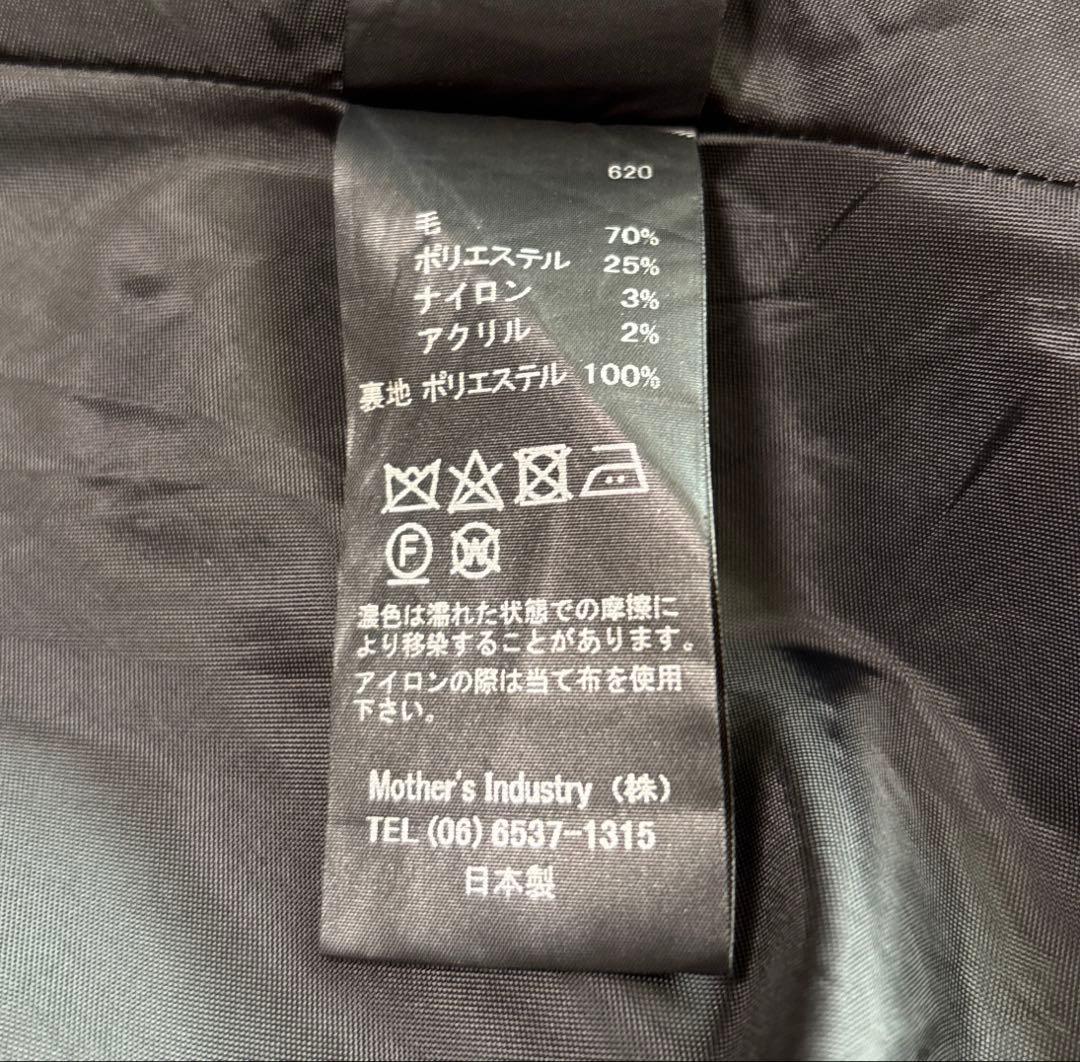 620
毛 70%
ポリエステル 25%
ナイロン 3%
アクリル 2%
裏地 ポリエステル 100%
F W
濃色は濡れた状態での摩擦に
より移染することがあります。
アイロンの際は当て布を使用
下さい。
Mother's Industry (株)
TEL (06) 6537-1315
日本製